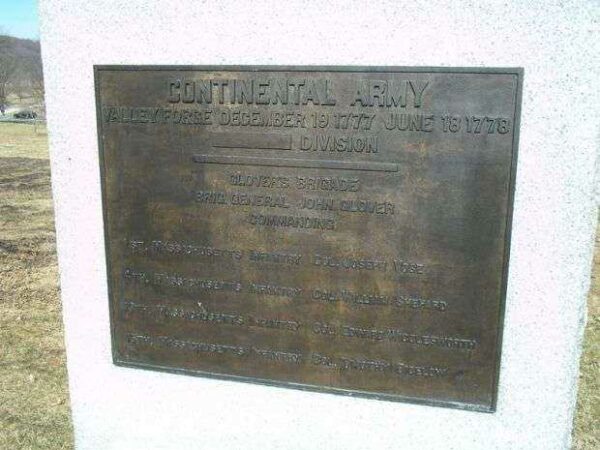 CONTINENTAL ARMY
VALLEY FORGE DECEMBER 19 1777 JUNE 18 1778
DIVISION
GLOVER'S BRIGADE
BRIG. GENERAL JOHN GLOVER
COMMANDING
1ST. MASSACHUSETTS INFANTRY COL. JOSEPH VOSE
4TH. MASSACHUSETTS INFANTRY COL. WILLIAM SHEPARD
13TH. MASSACHUSETTS INFANTRY COL. EDWARD WIGGLESWORTH
15TH. MASSACHUSETTS INFANTRY COL. TIMOTHY BIGELOW